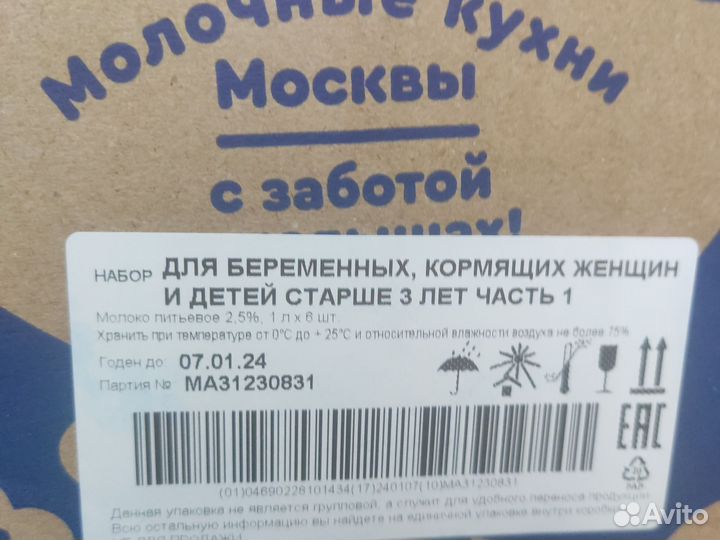 Молочные кухни
Москвы
с заботой
малышах!
НАБОР ДЛЯ БЕРЕМЕННЫХ, КОРМЯЩИХ ЖЕНЩИН
И ДЕТЕЙ СТАРШЕ 3 ЛЕТ ЧАСТЬ 1
Молоко питьевое 2,5%, 1 л х 6 шт.
Хранить при температуре от 0°С до + 25°С и относительной влажности воздуха не более 75%
Годен до: 07.01.24
Партия № МА31230831
EAC
(01)04690228101434(17)240107(10)MA31230831
Данная упаковка не является групповой, а служит для удобного переноса продукции.
Всю остальную информацию вы найдете на единичной упаковке внутри коробки
ПРОДАЖИ
Avito